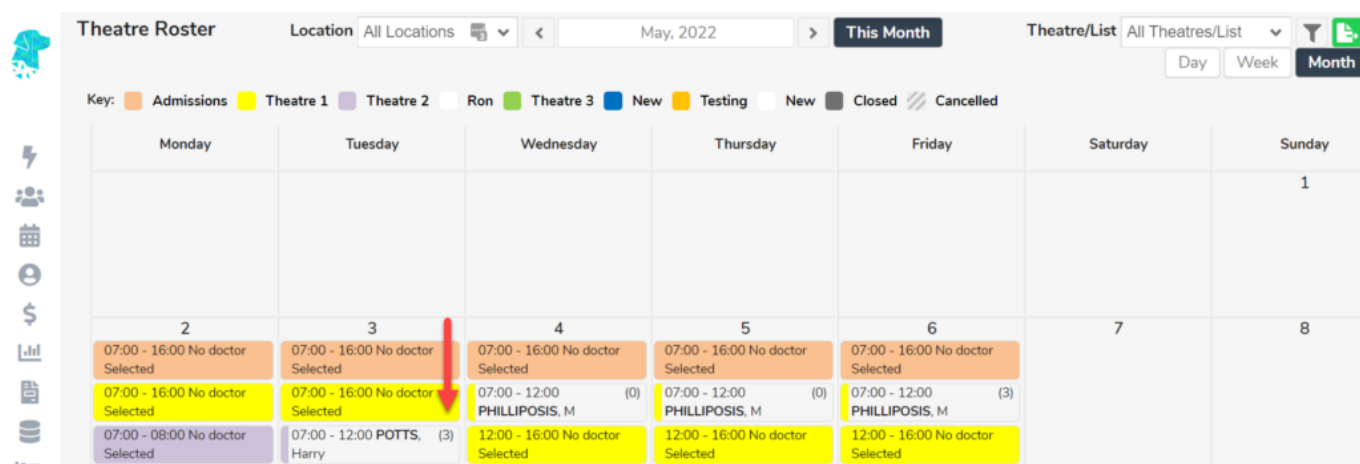 Theatre Roster Location All Locations May, 2022 This Month Theatre/List All Theatres/List
Day Week Month
Key: Admissions Theatre 1 Theatre 2 Ron Theatre 3 New Testing New Closed Cancelled
Monday Tuesday Wednesday Thursday Friday Saturday Sunday
1
2 3 4 5 6 7 8
07:00 - 16:00 No doctor
Selected
07:00 - 16:00 No doctor
Selected
07:00 - 08:00 No doctor
Selected
07:00 - 16:00 No doctor
Selected
07:00 - 16:00 No doctor
Selected
07:00 - 12:00 POTTS, (3)
Harry
07:00 - 16:00 No doctor
Selected
07:00 - 12:00 (0)
PHILLIPOSIS, M
12:00 - 16:00 No doctor
Selected
07:00 - 16:00 No doctor
Selected
07:00 - 12:00 (0)
PHILLIPOSIS, M
12:00 - 16:00 No doctor
Selected
07:00 - 16:00 No doctor
Selected
07:00 - 12:00 (3)
PHILLIPOSIS, M
12:00 - 16:00 No doctor
Selected